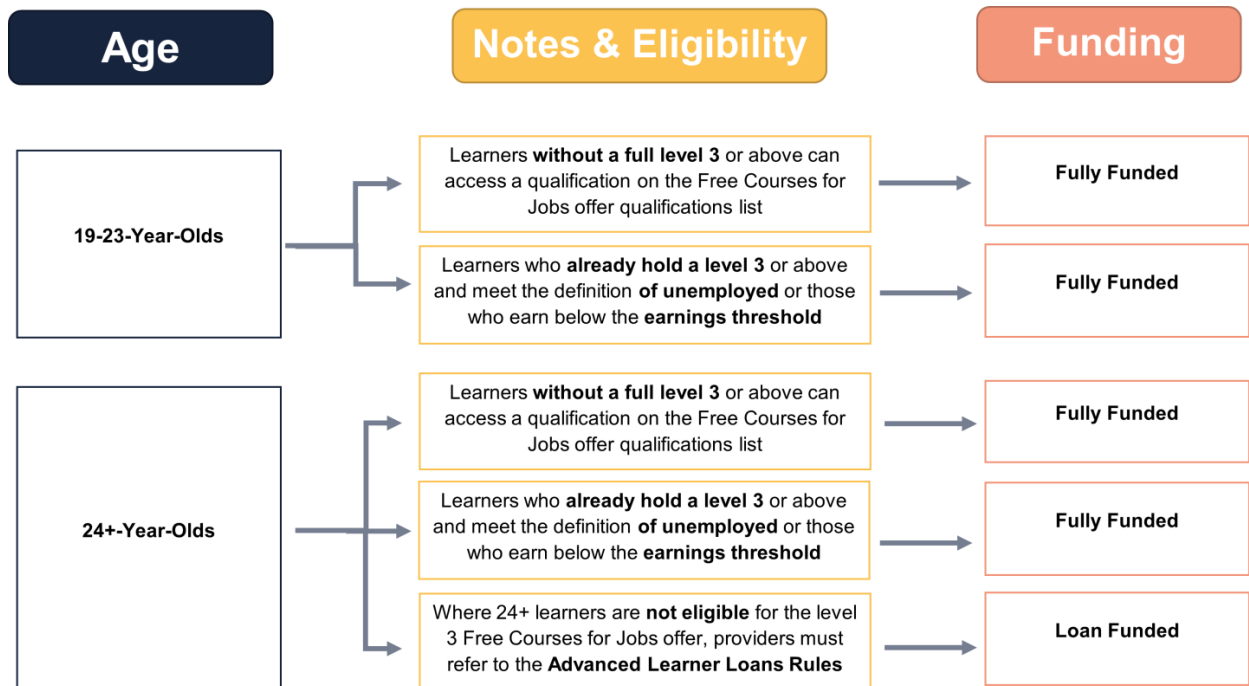 Age
Notes & Eligibility
Funding
19-23-Year-Olds
Learners without a full level 3 or above can
access a qualification on the Free Courses for
Jobs offer qualifications list
Fully Funded
Learners who already hold a level 3 or above
and meet the definition of unemployed or those
who earn below the earnings threshold
Fully Funded
24+-Year-Olds
Learners without a full level 3 or above can
access a qualification on the Free Courses for
Jobs offer qualifications list
Fully Funded
Learners who already hold a level 3 or above
and meet the definition of unemployed or those
who earn below the earnings threshold
Fully Funded
Where 24+ learners are not eligible for the level
3 Free Courses for Jobs offer, providers must
refer to the Advanced Learner Loans Rules
Loan Funded